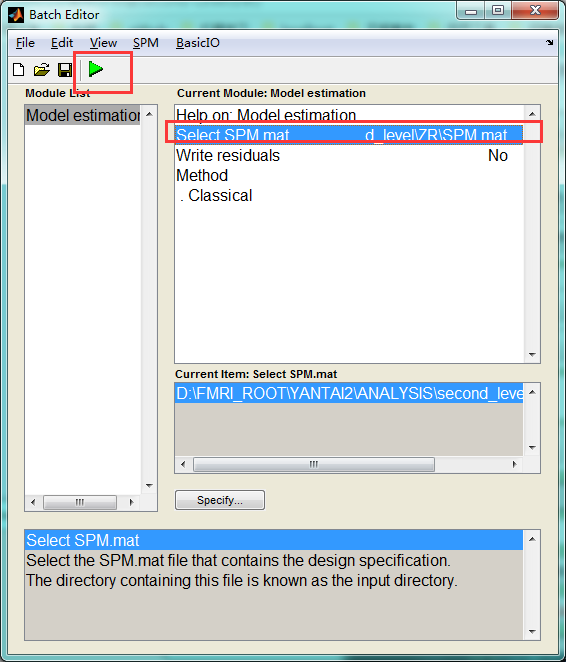 Batch Editor
File Edit View SPM BasicIO
Module List
Current Module: Model estimation
Model estimation
Help on: Model estimation
Select SPM.mat d_level\ZR\SPM.mat
Write residuals No
Method
. Classical
Current Item: Select SPM.mat
D:\FMRI_ROOT\YANTAI2\ANALYSIS\second_leve
Specify...
Select SPM.mat
Select the SPM.mat file that contains the design specification.
The directory containing this file is known as the input directory.